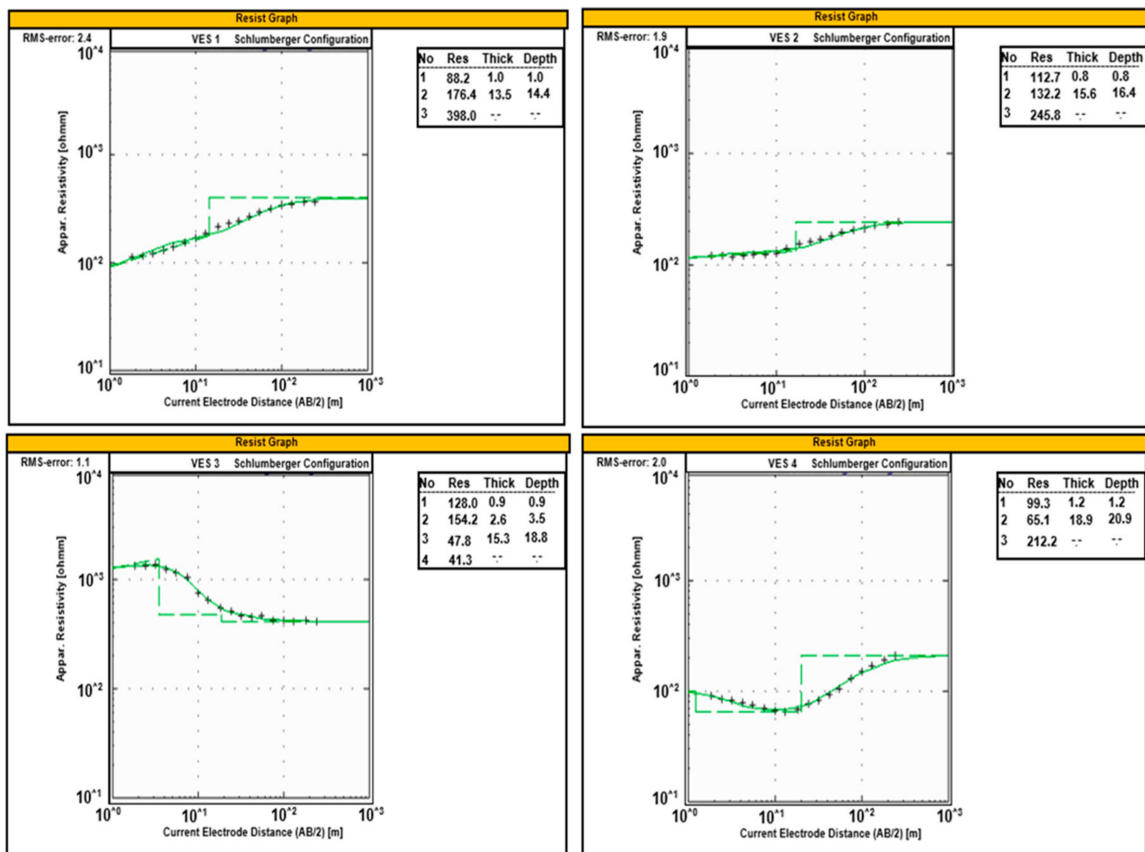 Resist Graph
RMS-error: 2.4 VES 1 Schlumberger Configuration
10^4
10^3
10^2
10^1
Appar. Resistivity [ohmm]
10^0 10^1 10^2 10^3
Current Electrode Distance (AB/2) [m]
No Res Thick Depth
1 88.2 1.0 1.0
2 176.4 13.5 14.4
3 398.0 -.- -.-
Resist Graph
RMS-error: 1.9 VES 2 Schlumberger Configuration
10^4
10^3
10^2
10^1
Appar. Resistivity [ohmm]
10^0 10^1 10^2 10^3
Current Electrode Distance (AB/2) [m]
No Res Thick Depth
1 112.7 0.8 0.8
2 132.2 15.6 16.4
3 245.8 -.- -.-
Resist Graph
RMS-error: 1.1 VES 3 Schlumberger Configuration
10^4
10^3
10^2
10^1
Appar. Resistivity [ohmm]
10^0 10^1 10^2 10^3
Current Electrode Distance (AB/2) [m]
No Res Thick Depth
1 128.0 0.9 0.9
2 154.2 2.6 3.5
3 47.8 15.3 18.8
4 41.3 -.- -.-
Resist Graph
RMS-error: 2.0 VES 4 Schlumberger Configuration
10^4
10^3
10^2
10^1
Appar. Resistivity [ohmm]
10^0 10^1 10^2 10^3
Current Electrode Distance (AB/2) [m]
No Res Thick Depth
1 99.3 1.2 1.2
2 65.1 18.9 20.9
3 212.2 -.- -.-